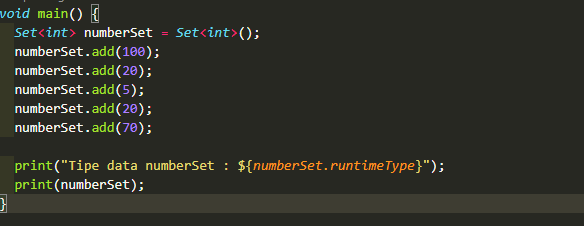 void main() {
  Set<int> numberSet = Set<int>();
  numberSet.add(100);
  numberSet.add(20);
  numberSet.add(5);
  numberSet.add(20);
  numberSet.add(70);
  print("Tipe data numberSet : ${numberSet.runtimeType}");
  print(numberSet);
}